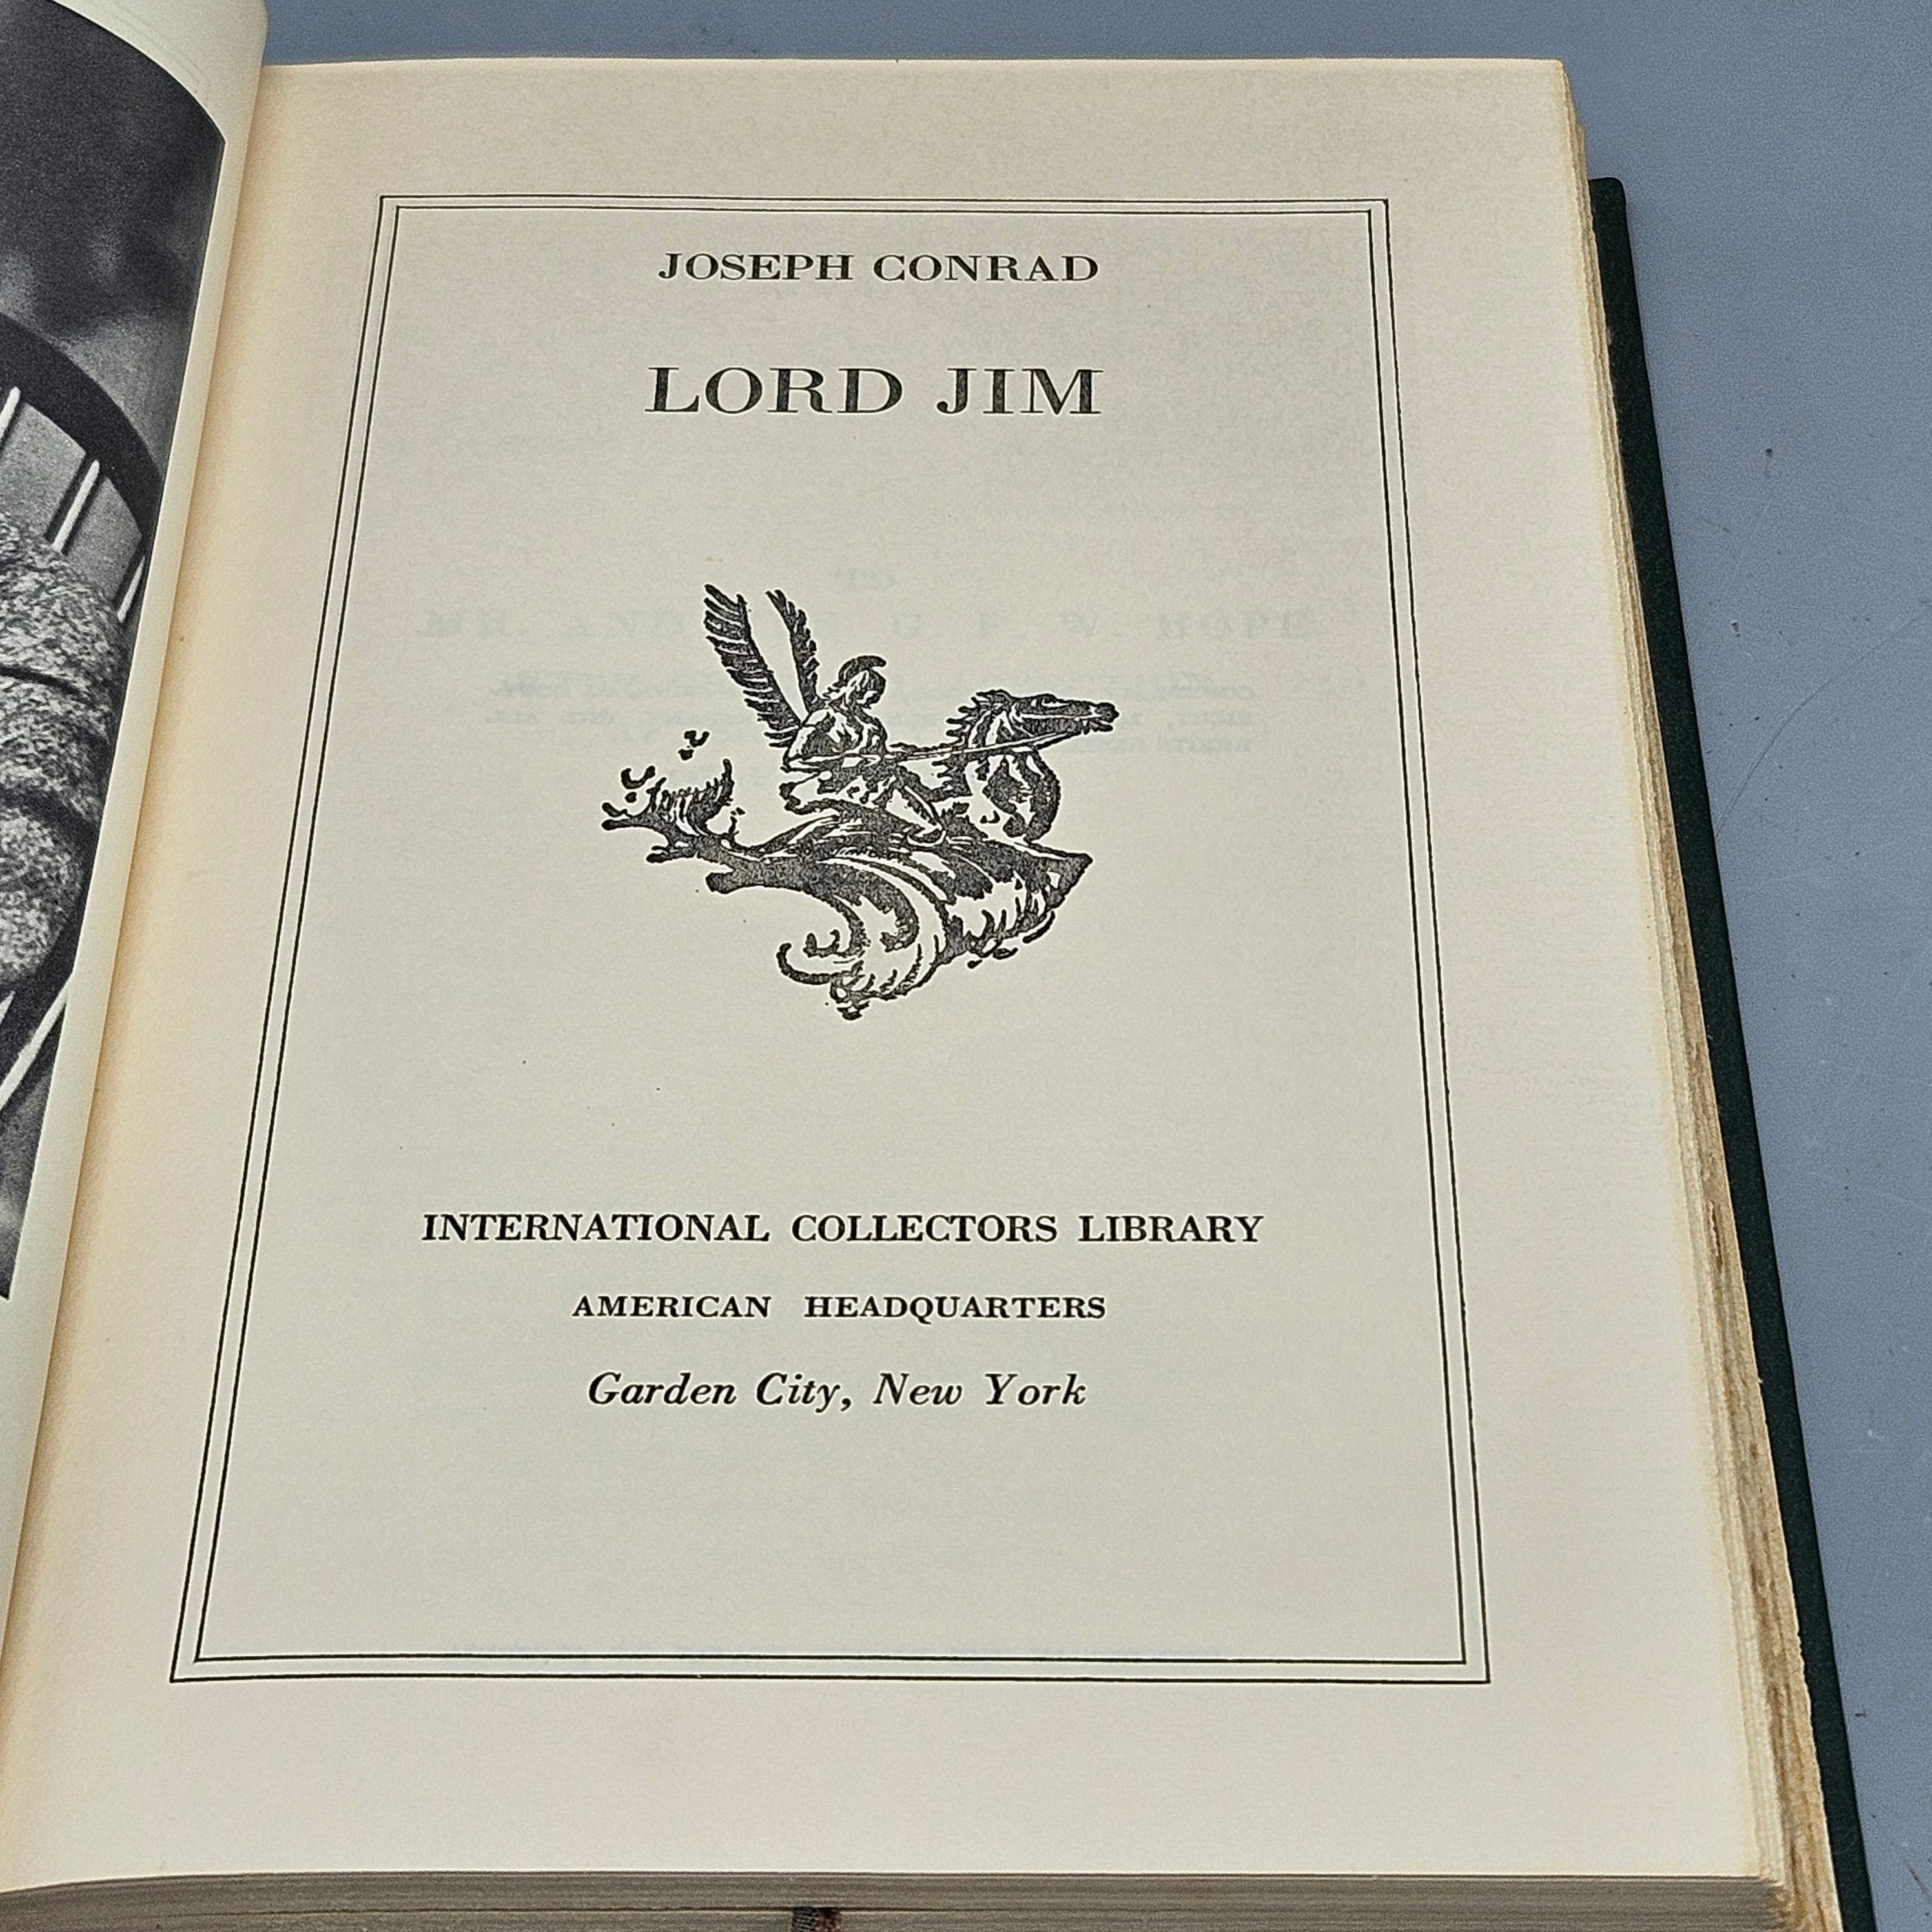 JOSEPH CONRAD
LORD JIM
INTERNATIONAL COLLECTORS LIBRARY
AMERICAN HEADQUARTERS
Garden City, New York